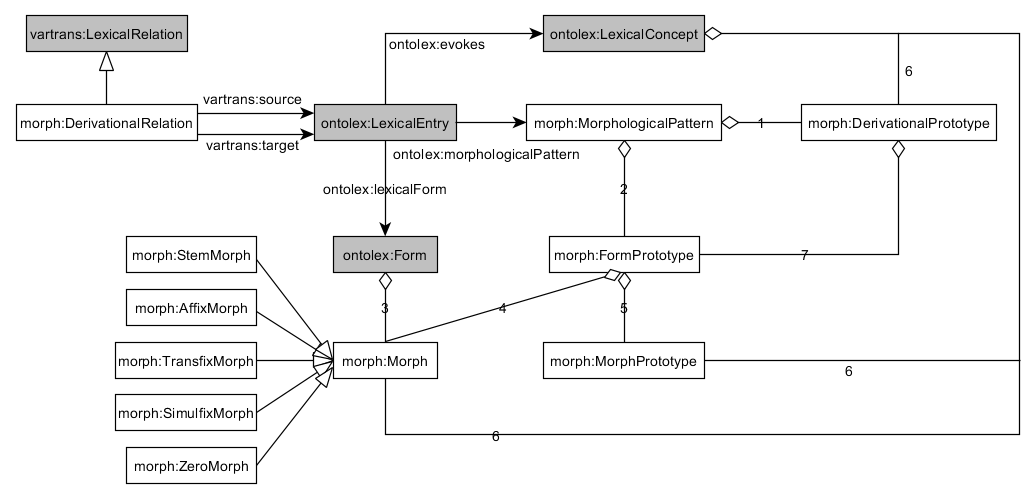 vartrans:LexicalRelation
ontolex:LexicalConcept
ontolex:evokes
6
vartrans:source
morph:DerivationalRelation
ontolex:LexicalEntry
morph:MorphologicalPattern
1
morph:DerivationalPrototype
vartrans:target
ontolex:morphologicalPattern
ontolex:lexicalForm
2
morph:StemMorph
ontolex:Form
morph:FormPrototype
7
morph:AffixMorph
3
4
5
morph:TransfixMorph
morph:Morph
morph:MorphPrototype
6
morph:SimulfixMorph
6
morph:ZeroMorph